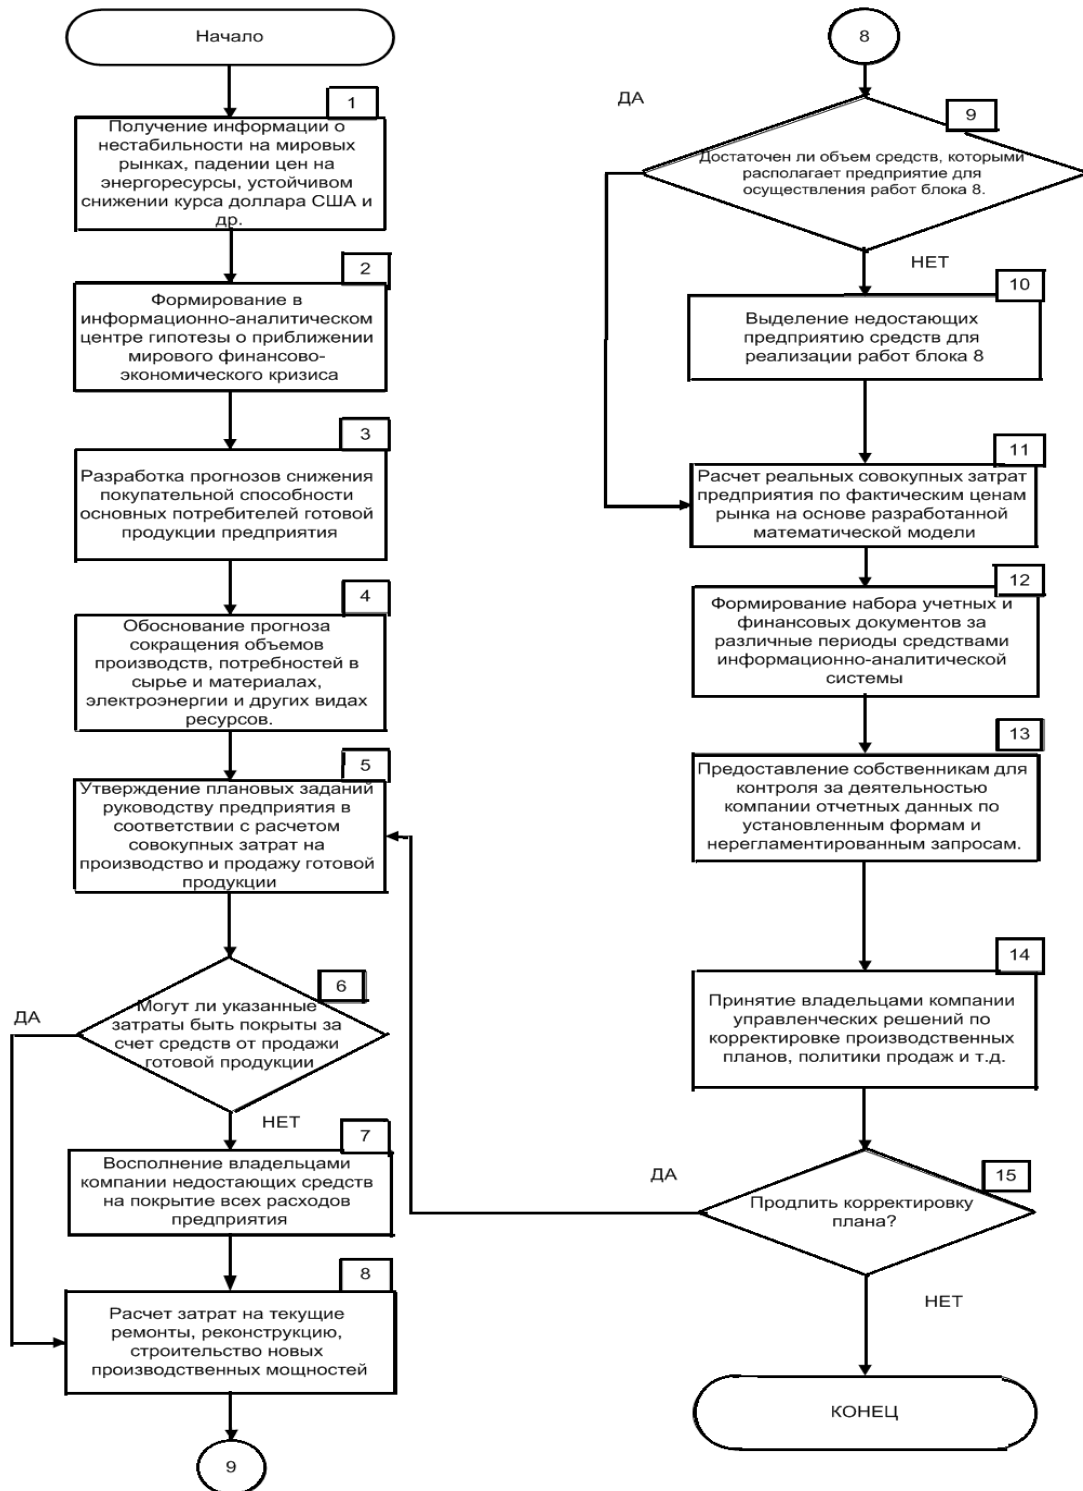 Начало
1
Получение информации о
нестабильности на мировых
рынках, падении цен на
энергоресурсы, устойчивом
снижении курса доллара США и
др.
2
Формирование в
информационно-аналитическом
центре гипотезы о приближении
мирового финансово-
экономического кризиса
3
Разработка прогнозов снижения
покупательной способности
основных потребителей готовой
продукции предприятия
4
Обоснование прогноза
сокращения объемов
производств, потребностей в
сырье и материалах,
электроэнергии и других видах
ресурсов.
5
Утверждение плановых заданий
руководству предприятия в
соответствии с расчетом
совокупных затрат на
производство и продажу готовой
продукции
6
Могут ли указанные
затраты быть покрыты за
счет средств от продажи
готовой продукции
ДА
НЕТ
7
Восполнение владельцами
компании недостающих средств
на покрытие всех расходов
предприятия
8
Расчет затрат на текущие
ремонты, реконструкцию,
строительство новых
производственных мощностей
9
8
ДА
9
Достаточен ли объем средств, которыми
располагает предприятие для
осуществления работ блока 8.
НЕТ
10
Выделение недостающих
предприятию средств для
реализации работ блока 8
11
Расчет реальных совокупных затрат
предприятия по фактическим ценам
рынка на основе разработанной
математической модели
12
Формирование набора учетных и
финансовых документов за
различные периоды средствами
информационно-аналитической
системы
13
Предоставление собственникам для
контроля за деятельностью
компании отчетных данных по
установленным формам и
нерегламентированным запросам.
14
Принятие владельцами компании
управленческих решений по
корректировке производственных
планов, политики продаж и т.д.
15
ДА
Продлить корректировку
плана?
НЕТ
КОНЕЦ